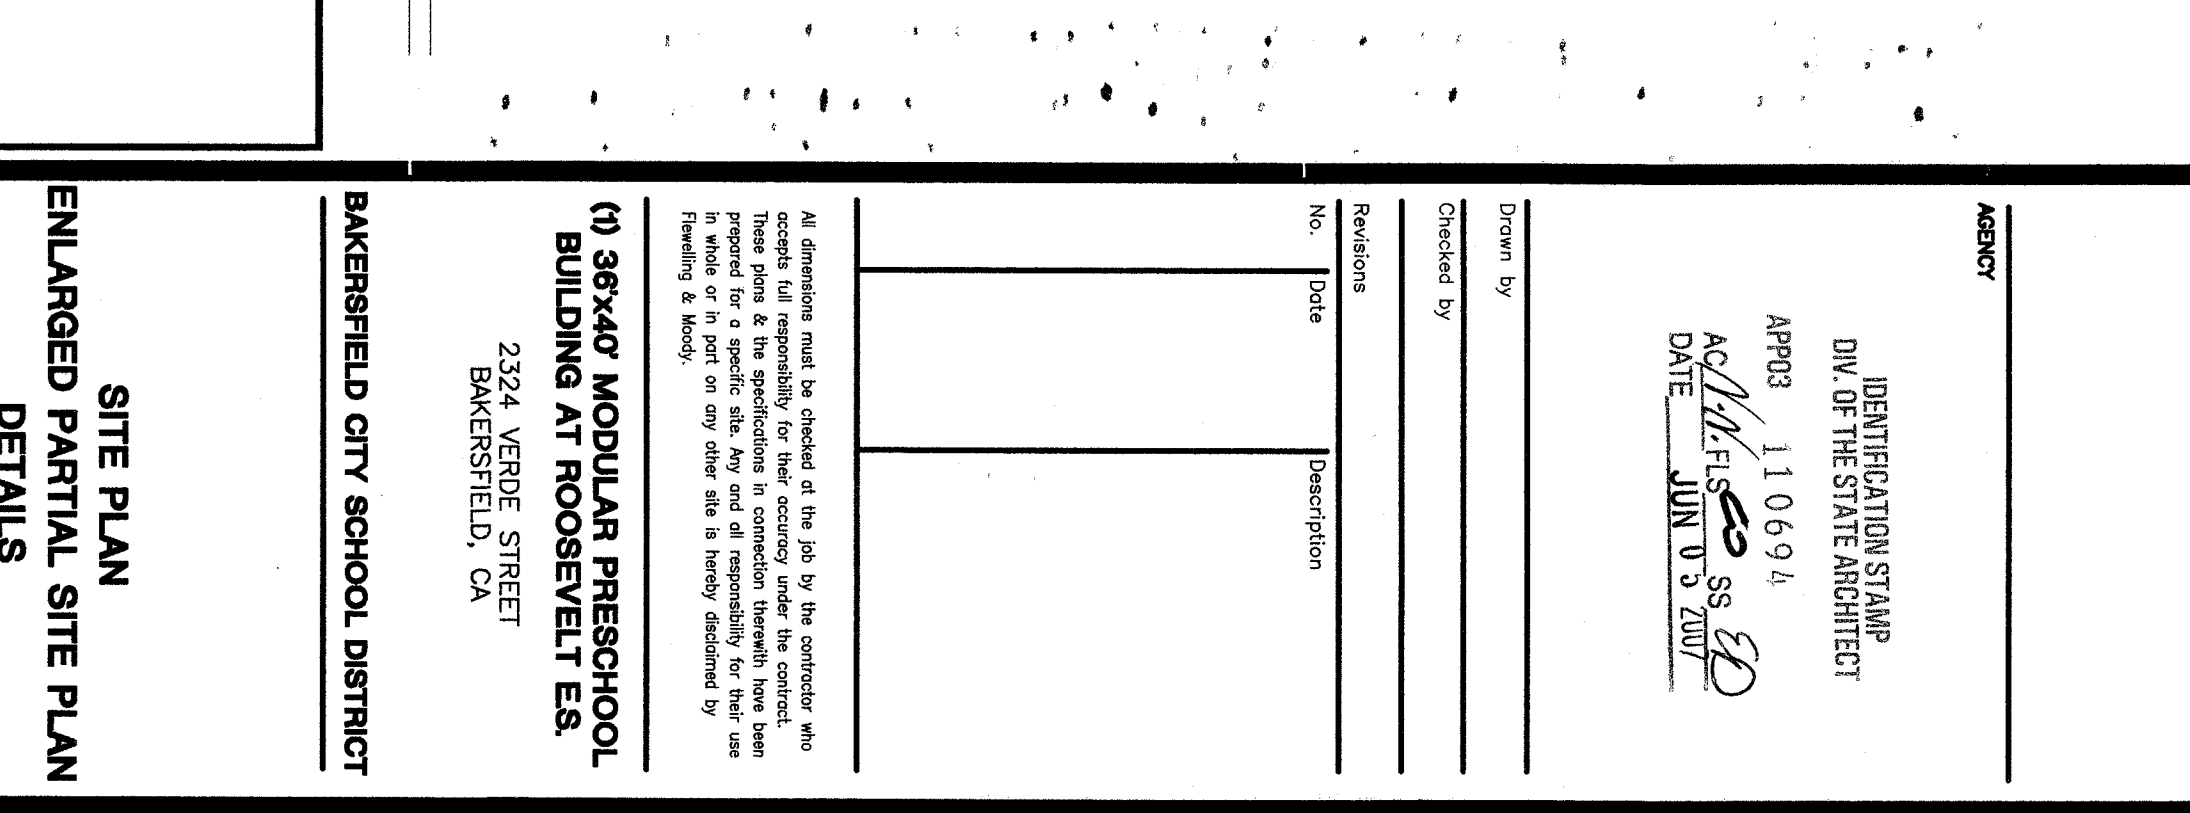 AGENCY
IDENTIFICATION STAMP
DIV. OF THE STATE ARCHITECT
APP03 110694
AC N.N. FLS SS
DATE JUN 05 2007
Drawn by
Checked by
Revisions
No. Date Description
All dimensions must be checked at the job by the contractor who
accepts full responsibility for their accuracy under the contract.
These plans & the specifications in connection therewith have been
prepared for a specific site. Any and all responsibility for their use
in whole or in part on any other site is hereby disclaimed by
Flewelling & Moody.
(1) 36'x40' MODULAR PRESCHOOL
BUILDING AT ROOSEVELT ES.
2324 VERDE STREET
BAKERSFIELD, CA
BAKERSFIELD CITY SCHOOL DISTRICT
SITE PLAN
ENLARGED PARTIAL SITE PLAN
DETAILS